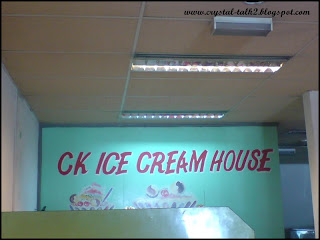 www.crystal-talk2.blogspot.com
CK ICE CREAM HOUSE